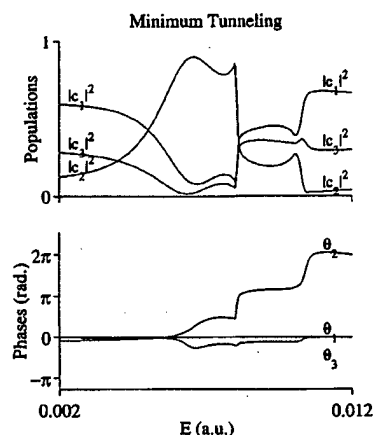 Minimum Tunneling
1
Populations
|c₁|²
|c₃|²
|c₂|²
|c₁|²
|c₃|²
|c₂|²
0
Phases (rad.)
2π
π
0
−π
θ₂
θ
θ₃
0.002
0.012
E (a.u.)